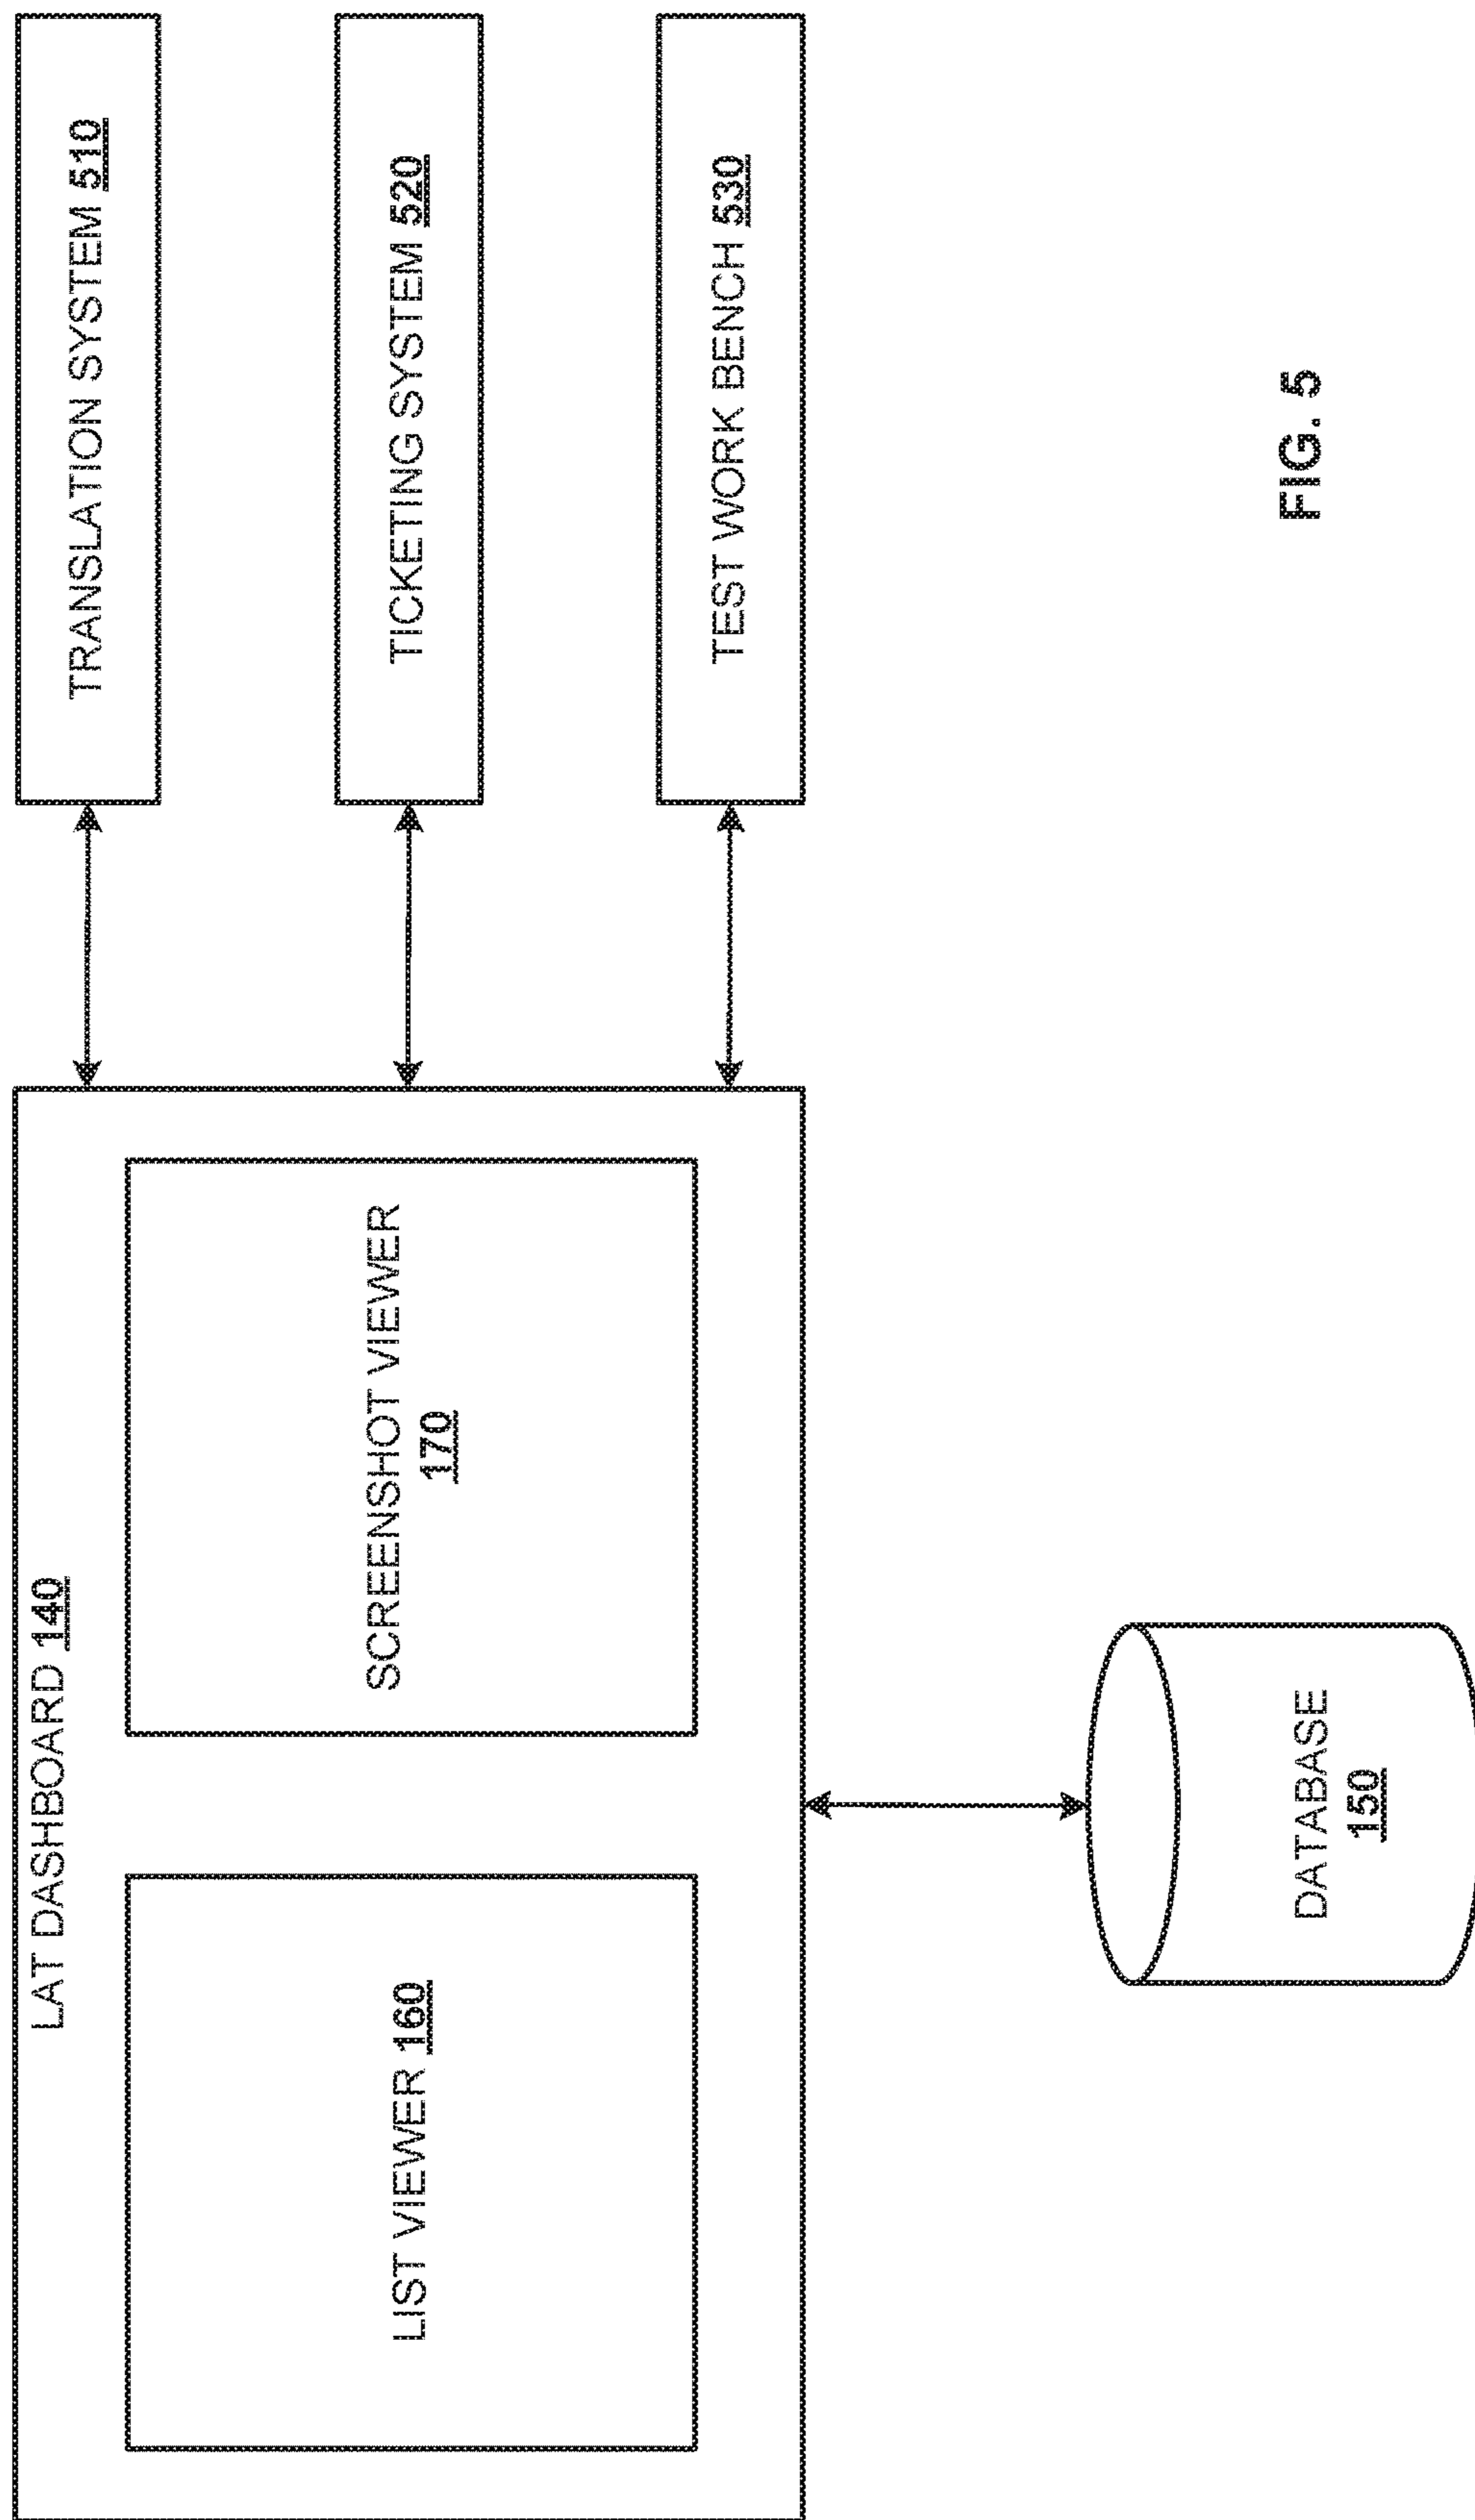 LAT DASHBOARD 140
LIST VIEWER 160
SCREENSHOT VIEWER
170
TRANSLATION SYSTEM 510
TICKETING SYSTEM 520
TEST WORK BENCH 530
DATABASE
150
FIG. 5